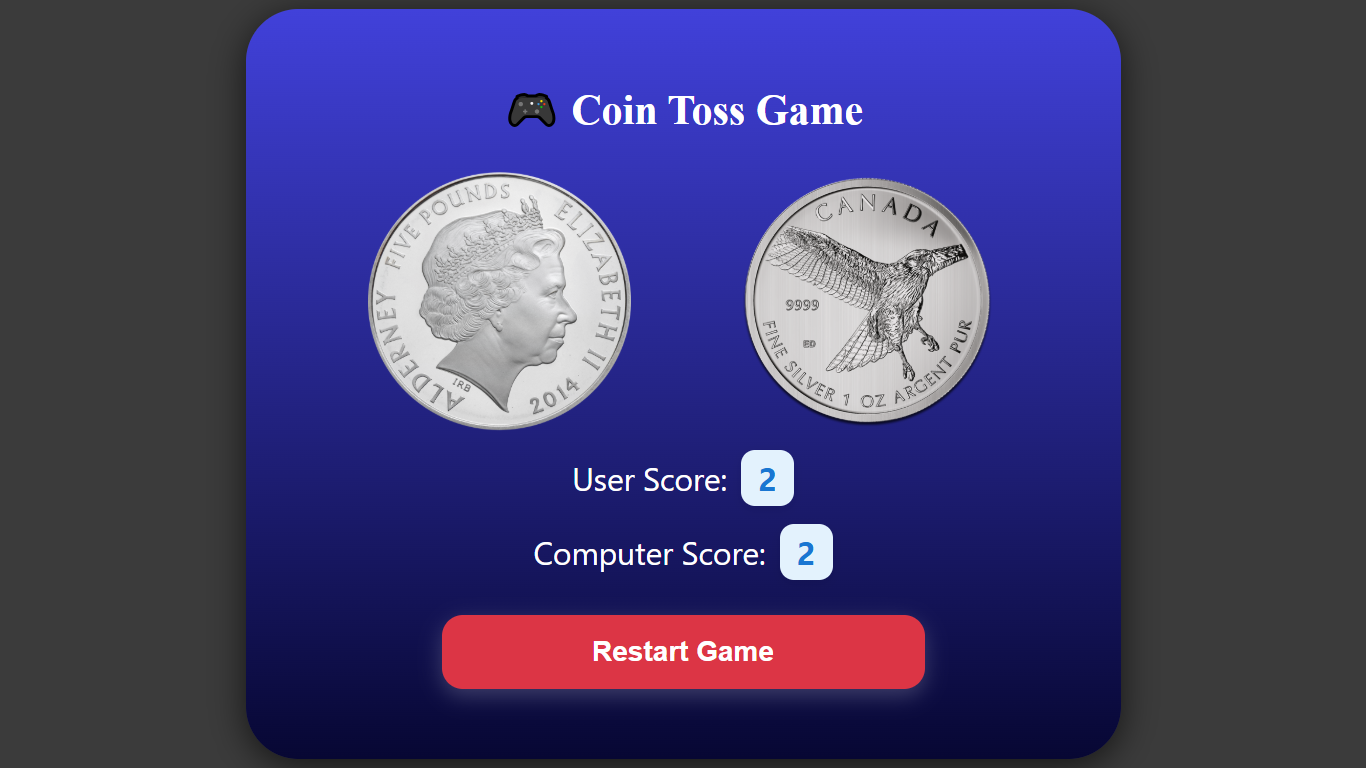 🎮 Coin Toss Game
ALDERNEY FIVE POUNDS ELIZABETH II 2014
IRB
CANADA
9999
ED
FINE SILVER 1 OZ ARGENT PUR
User Score: 2
Computer Score: 2
Restart Game